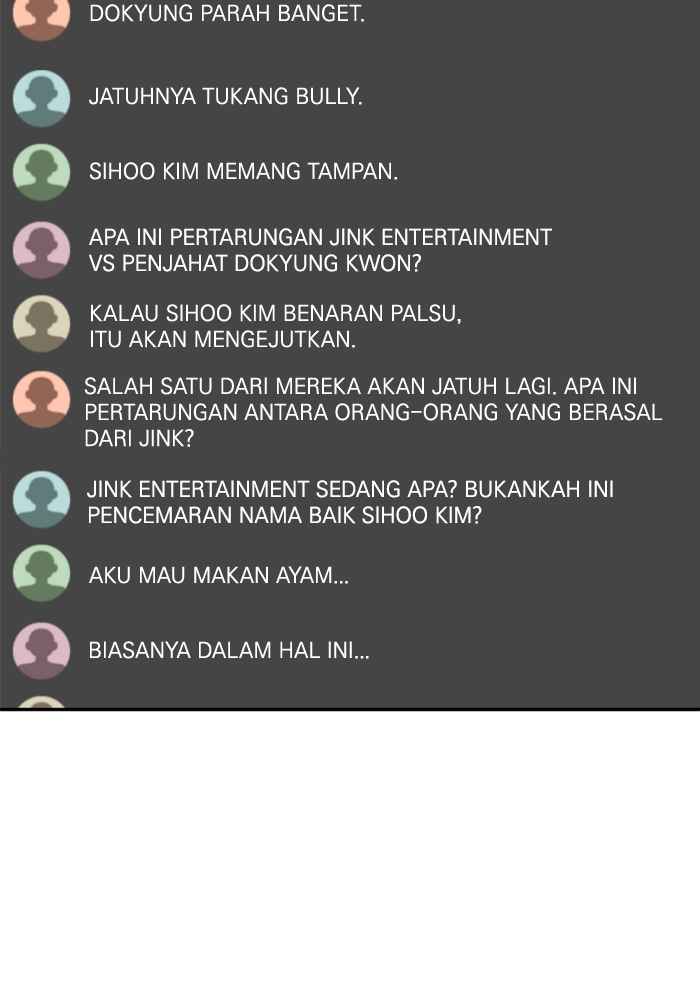 DOKYUNG PARAH BANGET.
JATUHNYA TUKANG BULLY.
SIHOO KIM MEMANG TAMPAN.
APA INI PERTARUNGAN JINK ENTERTAINMENT
VS PENJAHAT DOKYUNG KWON?
KALAU SIHOO KIM BENARAN PALSU,
ITU AKAN MENGEJUTKAN.
SALAH SATU DARI MEREKA AKAN JATUH LAGI. APA INI
PERTARUNGAN ANTARA ORANG-ORANG YANG BERASAL
DARI JINK?
JINK ENTERTAINMENT SEDANG APA? BUKANKAH INI
PENCEMARAN NAMA BAIK SIHOO KIM?
AKU MAU MAKAN AYAM...
BIASANYA DALAM HAL INI...